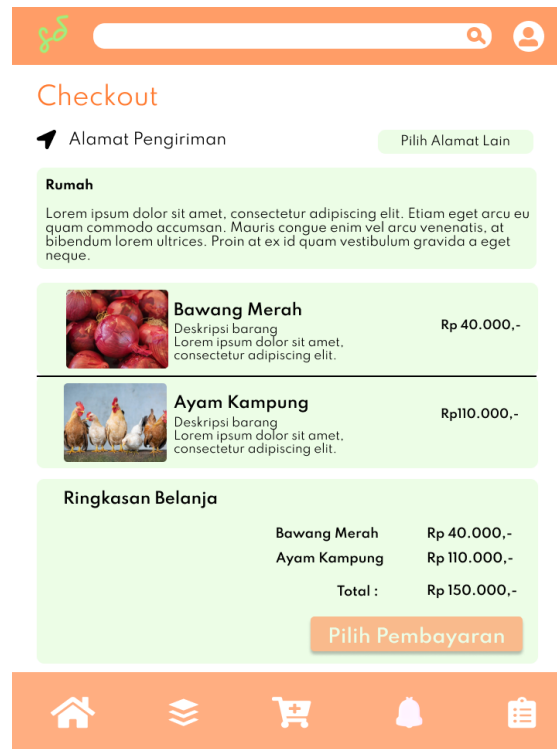 Checkout
Alamat Pengiriman
Pilih Alamat Lain
Rumah
Lorem ipsum dolor sit amet, consectetur adipiscing elit. Etiam eget arcu eu
quam commodo accumsan. Mauris congue enim vel arcu venenatis, at
bibendum lorem ultrices. Proin at ex id quam vestibulum gravida a eget
neque.
Bawang Merah
Deskripsi barang
Lorem ipsum dolor sit amet,
consectetur adipiscing elit.
Rp 40.000,-
Ayam Kampung
Deskripsi barang
Lorem ipsum dolor sit amet,
consectetur adipiscing elit.
Rp110.000,-
Ringkasan Belanja
Bawang Merah Rp 40.000,-
Ayam Kampung Rp 110.000,-
Total : Rp 150.000,-
Pilih Pembayaran